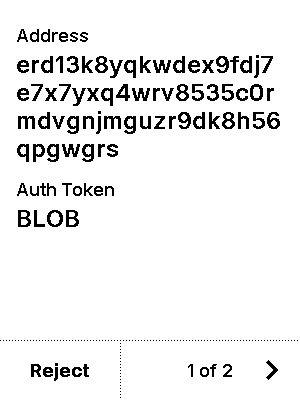 Address
erd13k8yqkwdex9fdj7
e7x7yxq4wrv8535c0r
mdvgnjmguzr9dk8h56
qpgwgrs
Auth Token
BLOB
Reject
1 of 2